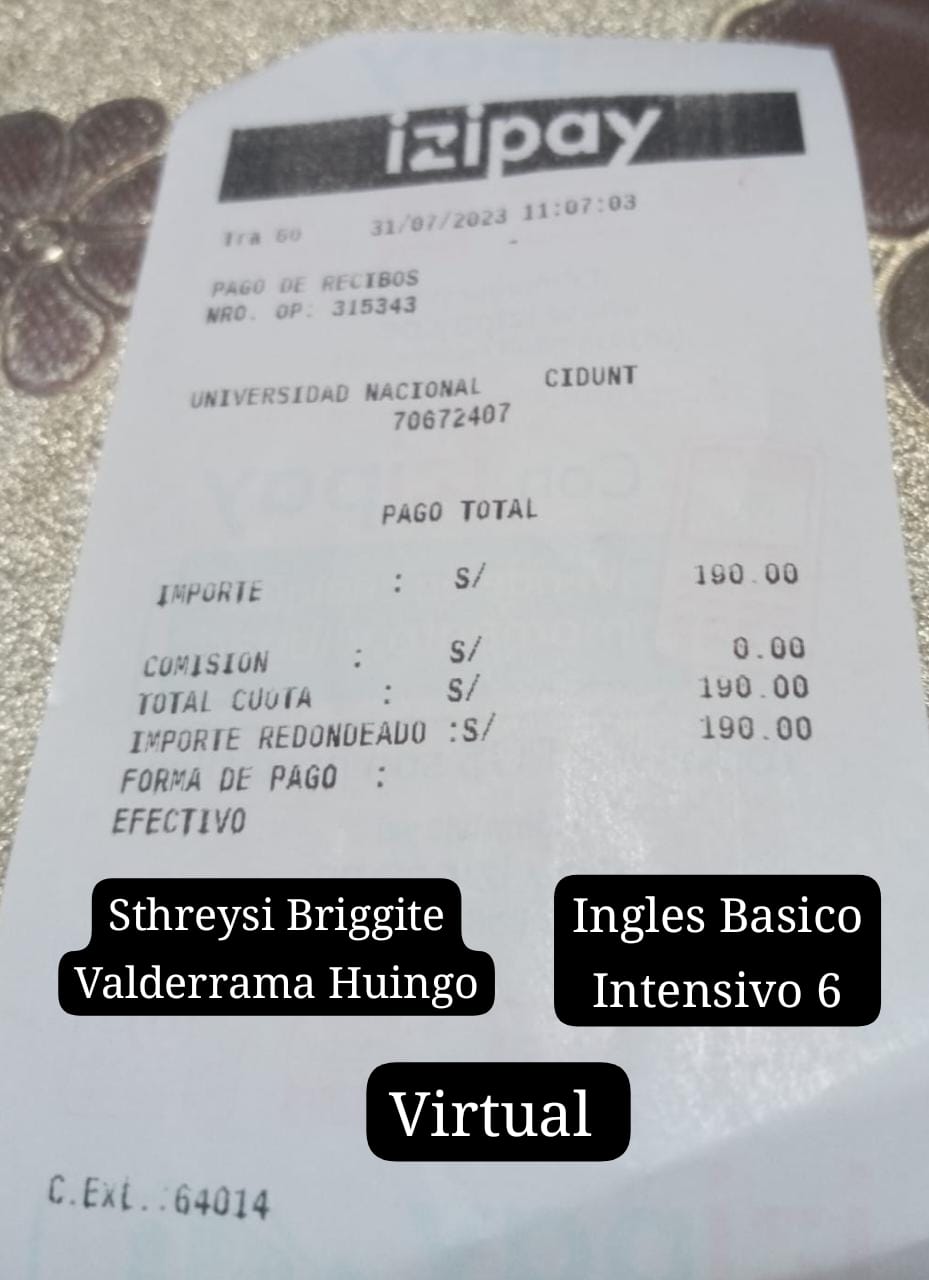 izipay
Tra 60 31/07/2023 11:07:03
PAGO DE RECIBOS
NRO. OP: 315343
UNIVERSIDAD NACIONAL CIDUNT
70672407
PAGO TOTAL
IMPORTE : S/ 190.00
COMISION : S/ 0.00
TOTAL CUOTA : S/ 190.00
IMPORTE REDONDEADO :S/ 190.00
FORMA DE PAGO :
EFECTIVO
Sthreysi Briggite
Valderrama Huingo
Ingles Basico
Intensivo 6
Virtual
C.Ext.:64014